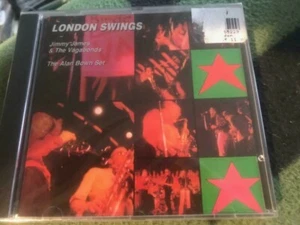 LONDON SWINGS
Jimmy James
& The Vagabonds
The Alan Bown Set